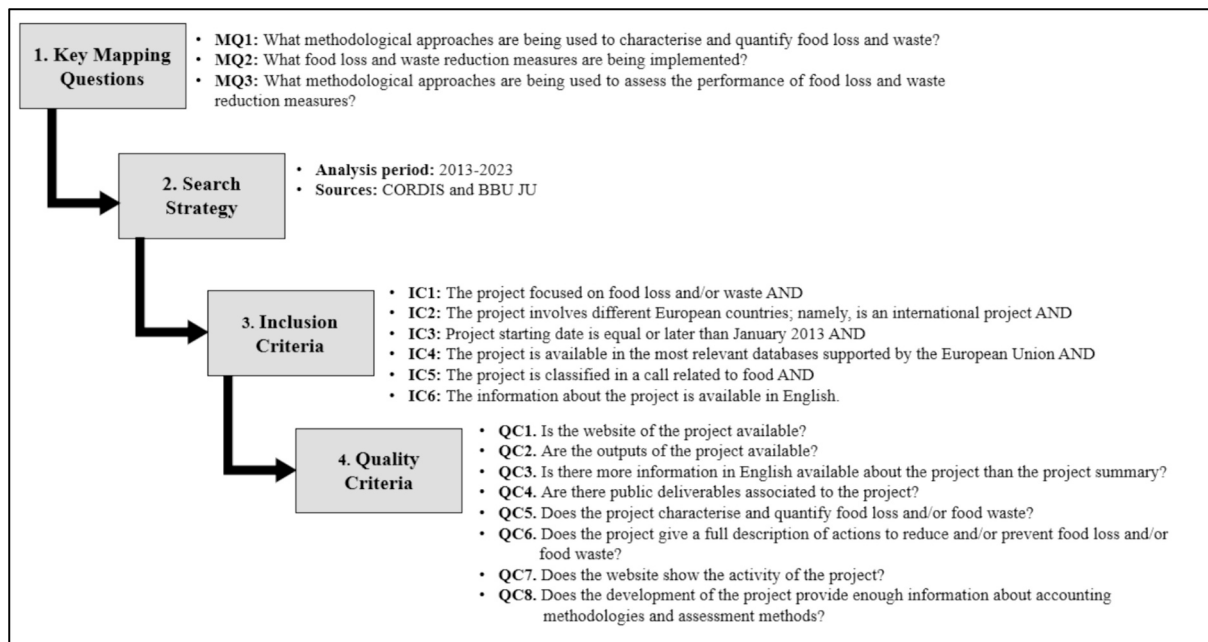 1. Key Mapping
Questions
• MQ1: What methodological approaches are being used to characterise and quantify food loss and waste?
• MQ2: What food loss and waste reduction measures are being implemented?
• MQ3: What methodological approaches are being used to assess the performance of food loss and waste
reduction measures?
2. Search
Strategy
• Analysis period: 2013-2023
• Sources: CORDIS and BBU JU
3. Inclusion
Criteria
• IC1: The project focused on food loss and/or waste AND
• IC2: The project involves different European countries; namely, is an international project AND
• IC3: Project starting date is equal or later than January 2013 AND
• IC4: The project is available in the most relevant databases supported by the European Union AND
• IC5: The project is classified in a call related to food AND
• IC6: The information about the project is available in English.
4. Quality
Criteria
• QC1. Is the website of the project available?
• QC2. Are the outputs of the project available?
• QC3. Is there more information in English available about the project than the project summary?
• QC4. Are there public deliverables associated to the project?
• QC5. Does the project characterise and quantify food loss and/or food waste?
• QC6. Does the project give a full description of actions to reduce and/or prevent food loss and/or
food waste?
• QC7. Does the website show the activity of the project?
• QC8. Does the development of the project provide enough information about accounting
methodologies and assessment methods?